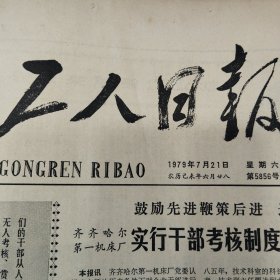 工人日报
GONGREN RIBAO
1979年7月21日 星期六
农历己未年六月廿八 第5856号
鼓励先进鞭策后进
齐齐哈尔
第一机床厂
实行干部考核制度
本报讯 齐齐哈尔第一机床厂党委认
八五年，技术科室的科
们的干部从人
无人考核、赏